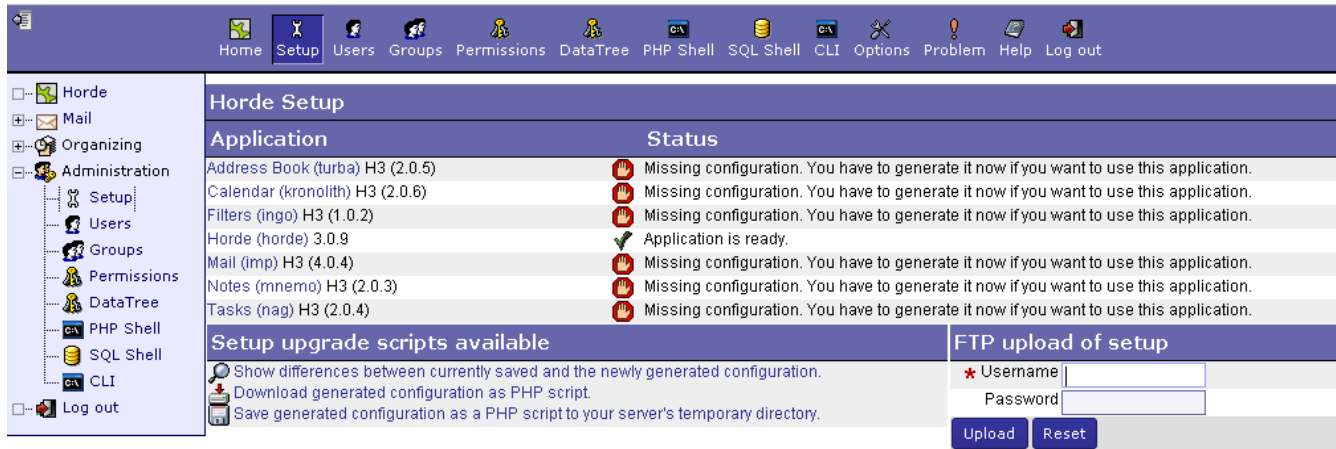 Home Setup Users Groups Permissions DataTree PHP Shell SQL Shell CLI Options Problem Help Log out
Horde
Mail
Organizing
Administration
Setup
Users
Groups
Permissions
DataTree
PHP Shell
SQL Shell
CLI
Log out
Horde Setup
Application Status
Address Book (turba) H3 (2.0.5) Missing configuration. You have to generate it now if you want to use this application.
Calendar (kronolith) H3 (2.0.6) Missing configuration. You have to generate it now if you want to use this application.
Filters (ingo) H3 (1.0.2) Missing configuration. You have to generate it now if you want to use this application.
Horde (horde) 3.0.9 Application is ready.
Mail (imp) H3 (4.0.4) Missing configuration. You have to generate it now if you want to use this application.
Notes (mnemo) H3 (2.0.3) Missing configuration. You have to generate it now if you want to use this application.
Tasks (nag) H3 (2.0.4) Missing configuration. You have to generate it now if you want to use this application.
Setup upgrade scripts available
Show differences between currently saved and the newly generated configuration.
Download generated configuration as PHP script.
Save generated configuration as a PHP script to your server's temporary directory.
FTP upload of setup
* Username
Password
Upload Reset